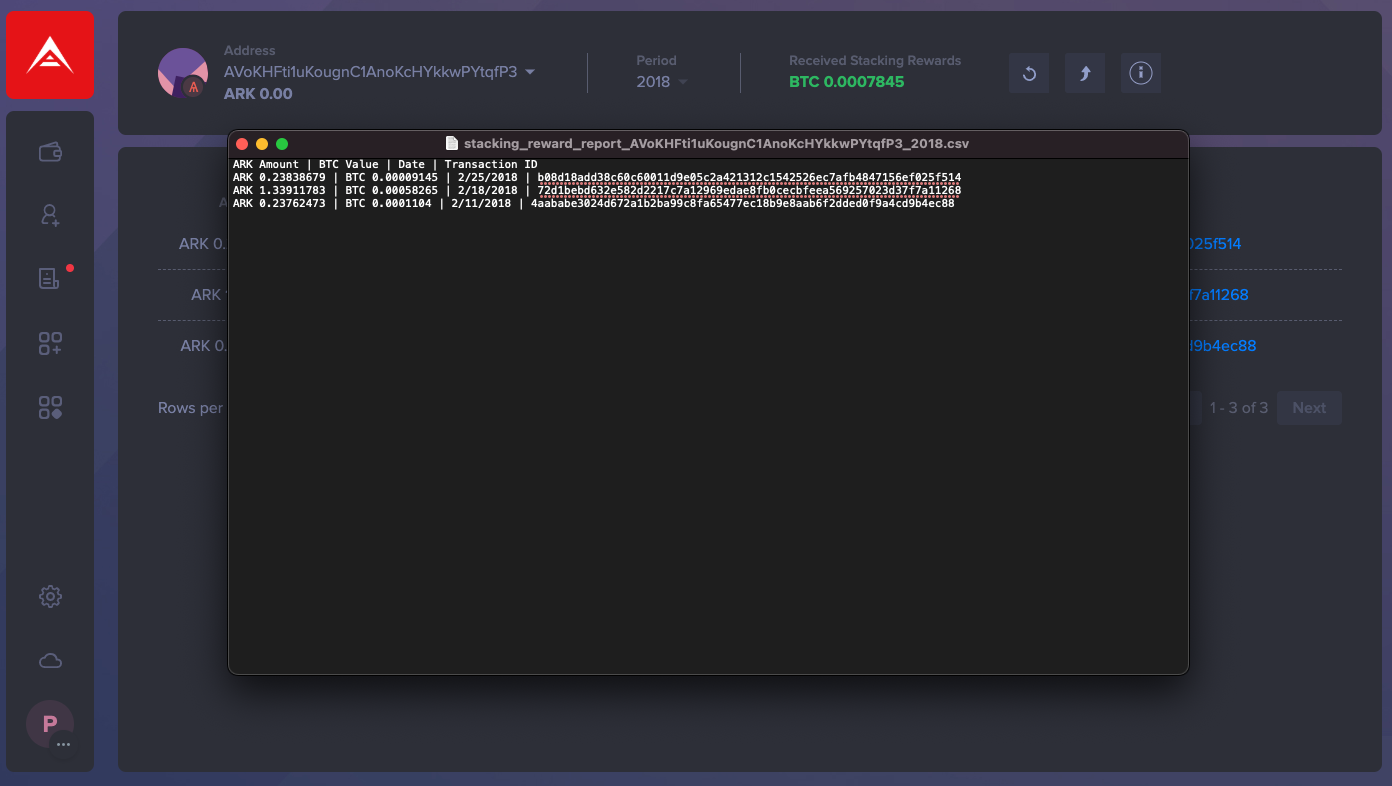 Address
AVoKHFti1uKougnC1AnoKcHYkkwPYtqfP3
ARK 0.00
Period
2018
Received Stacking Rewards
BTC 0.0007845
stacking_reward_report_AVoKHFti1uKougnC1AnoKcHYkkwPYtqfP3_2018.csv
ARK Amount | BTC Value | Date | Transaction ID
ARK 0.23838679 | BTC 0.00009145 | 2/25/2018 | b08d18add38c60c60011d9e05c2a421312c1542526ec7afb4847156ef025f514
ARK 1.33911783 | BTC 0.00058265 | 2/18/2018 | 72d1bebd632e582d2217c7a12969edae8fb0cecbfeea569257023d37f7a11268
ARK 0.23762473 | BTC 0.0001104 | 2/11/2018 | 4aababe3024d672a1b2ba99c8fa65477ec18b9e8aab6f2dded0f9a4cd9b4ec88
ARK 0. 025f514
ARK f7a11268
ARK 0. d9b4ec88
Rows per 1 - 3 of 3 Next
P